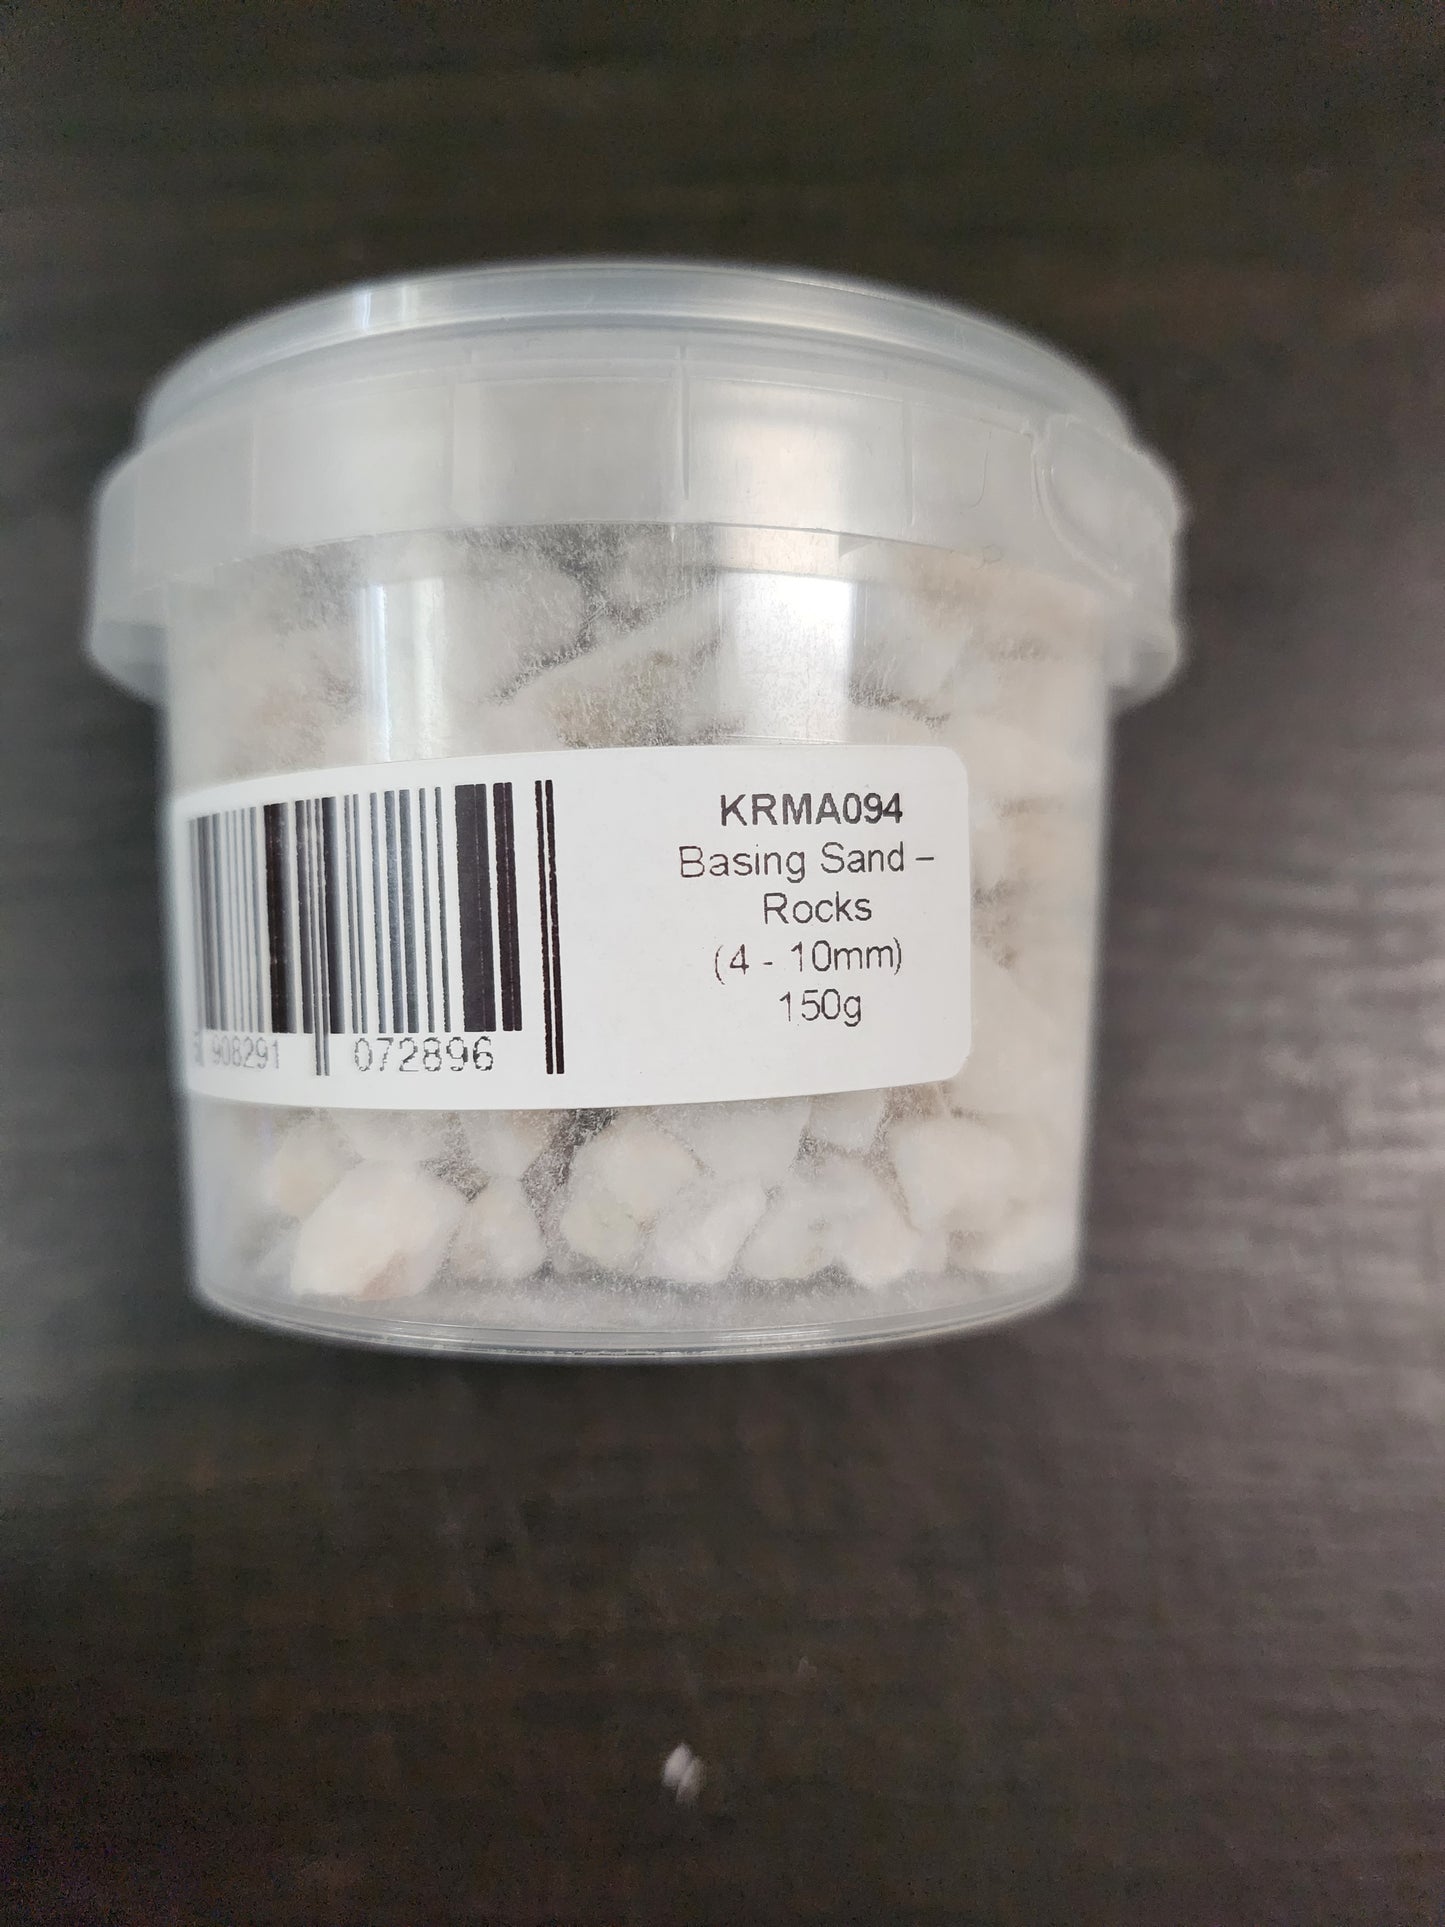 KRMA094
Basing Sand –
Rocks
(4 - 10mm)
150g
908291 072896